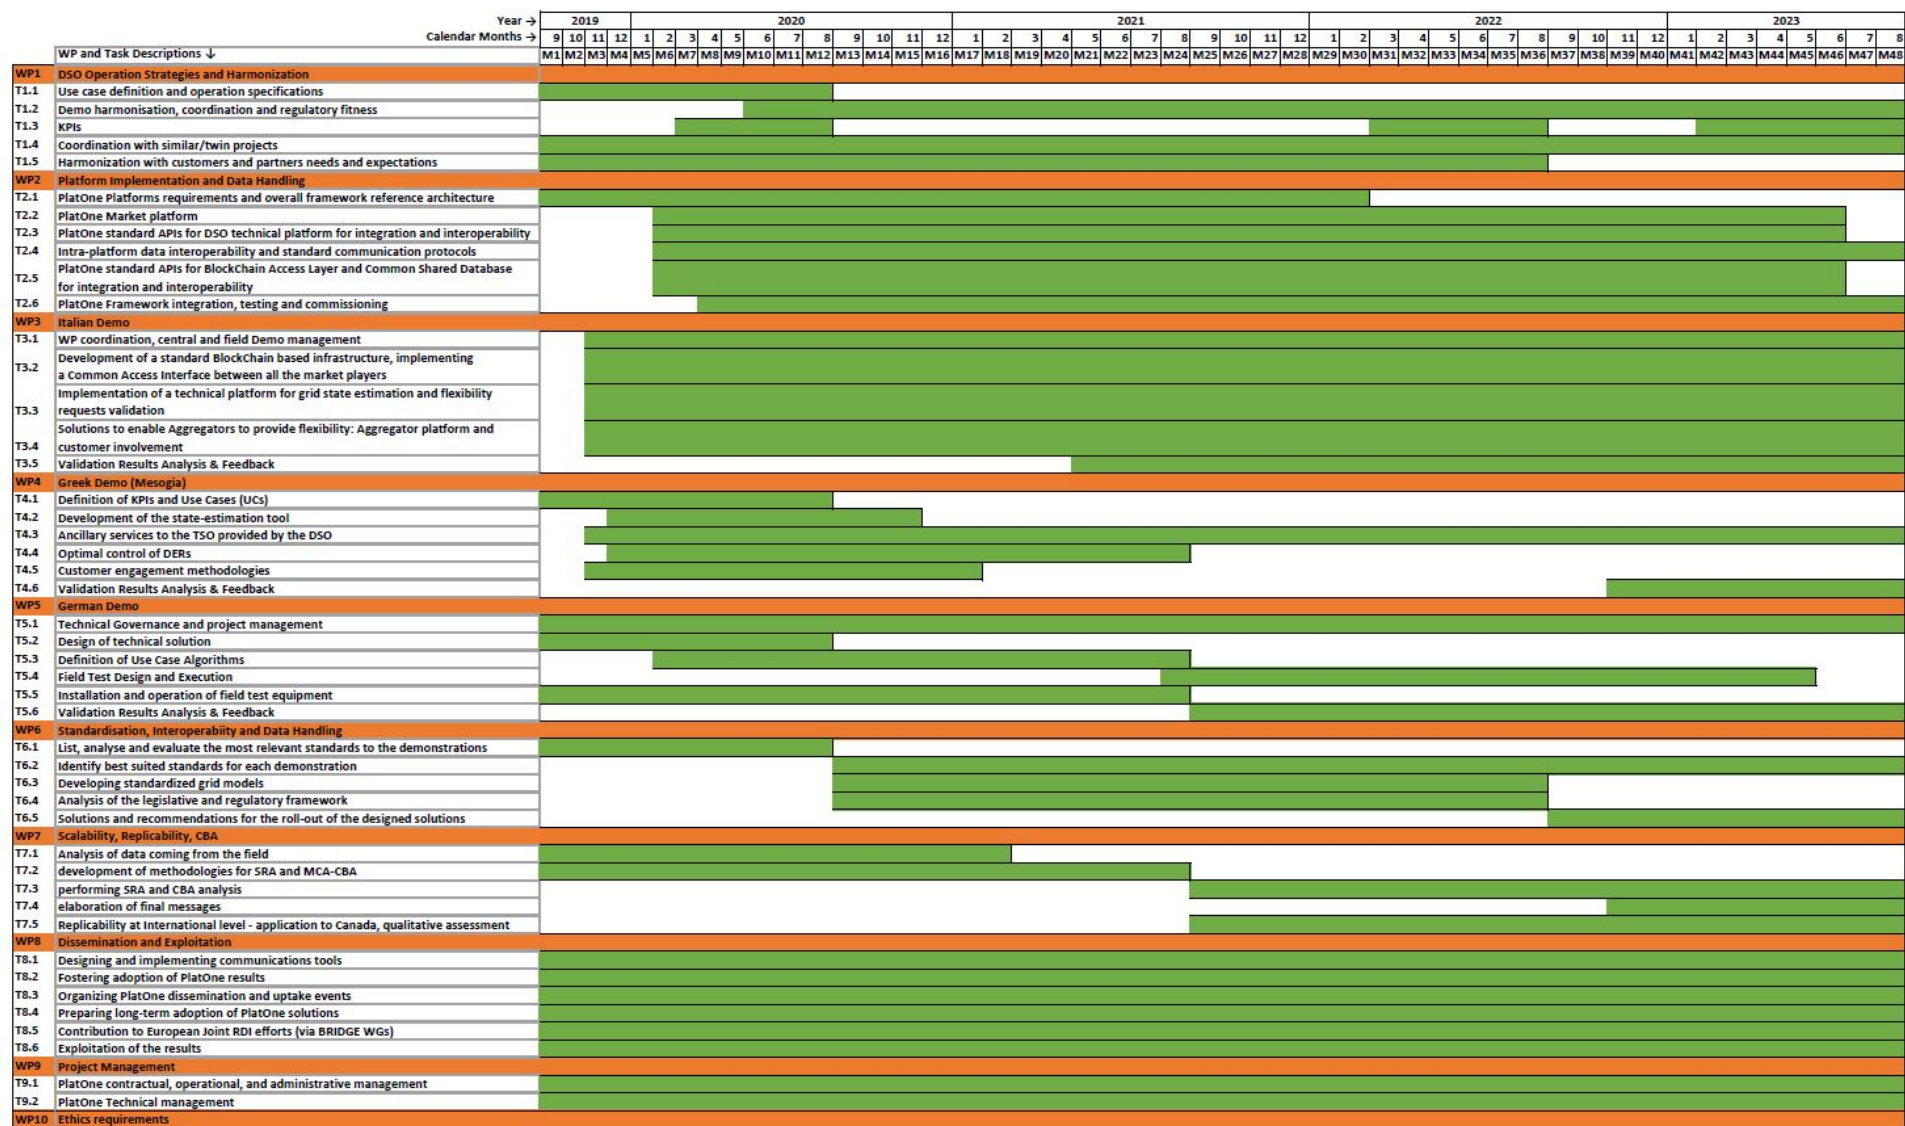 Year → 2019 2020 2021 2022 2023
Calendar Months → 9 10 11 12 1 2 3 4 5 6 7 8 9 10 11 12 1 2 3 4 5 6 7 8 9 10 11 12 1 2 3 4 5 6 7 8 9 10 11 12 1 2 3 4 5 6 7 8
WP and Task Descriptions ↓ M1 M2 M3 M4 M5 M6 M7 M8 M9 M10 M11 M12 M13 M14 M15 M16 M17 M18 M19 M20 M21 M22 M23 M24 M25 M26 M27 M28 M29 M30 M31 M32 M33 M34 M35 M36 M37 M38 M39 M40 M41 M42 M43 M44 M45 M46 M47 M48
WP1 DSO Operation Strategies and Harmonization
T1.1 Use case definition and operation specifications
T1.2 Demo harmonisation, coordination and regulatory fitness
T1.3 KPIs
T1.4 Coordination with similar/twin projects
T1.5 Harmonization with customers and partners needs and expectations
WP2 Platform Implementation and Data Handling
T2.1 PlatOne Platforms requirements and overall framework reference architecture
T2.2 PlatOne Market platform
T2.3 PlatOne standard APIs for DSO technical platform for integration and interoperability
T2.4 Intra-platform data interoperability and standard communication protocols
T2.5 PlatOne standard APIs for BlockChain Access Layer and Common Shared Database
for integration and interoperability
T2.6 PlatOne Framework integration, testing and commissioning
WP3 Italian Demo
T3.1 WP coordination, central and field Demo management
T3.2 Development of a standard BlockChain based infrastructure, implementing
a Common Access Interface between all the market players
Implementation of a technical platform for grid state estimation and flexibility
T3.3 requests validation
Solutions to enable Aggregators to provide flexibility: Aggregator platform and
T3.4 customer involvement
T3.5 Validation Results Analysis & Feedback
WP4 Greek Demo (Mesogia)
T4.1 Definition of KPIs and Use Cases (UCs)
T4.2 Development of the state-estimation tool
T4.3 Ancillary services to the TSO provided by the DSO
T4.4 Optimal control of DERs
T4.5 Customer engagement methodologies
T4.6 Validation Results Analysis & Feedback
WP5 German Demo
T5.1 Technical Governance and project management
T5.2 Design of technical solution
T5.3 Definition of Use Case Algorithms
T5.4 Field Test Design and Execution
T5.5 Installation and operation of field test equipment
T5.6 Validation Results Analysis & Feedback
WP6 Standardisation, Interoperabiity and Data Handling
T6.1 List, analyse and evaluate the most relevant standards to the demonstrations
T6.2 Identify best suited standards for each demonstration
T6.3 Developing standardized grid models
T6.4 Analysis of the legislative and regulatory framework
T6.5 Solutions and recommendations for the roll-out of the designed solutions
WP7 Scalability, Replicability, CBA
T7.1 Analysis of data coming from the field
T7.2 development of methodologies for SRA and MCA-CBA
T7.3 performing SRA and CBA analysis
T7.4 elaboration of final messages
T7.5 Replicability at International level - application to Canada, qualitative assessment
WP8 Dissemination and Exploitation
T8.1 Designing and implementing communications tools
T8.2 Fostering adoption of PlatOne results
T8.3 Organizing PlatOne dissemination and uptake events
T8.4 Preparing long-term adoption of PlatOne solutions
T8.5 Contribution to European Joint RDI efforts (via BRIDGE WGs)
T8.6 Exploitation of the results
WP9 Project Management
T9.1 PlatOne contractual, operational, and administrative management
T9.2 PlatOne Technical management
WP10 Ethics requirements